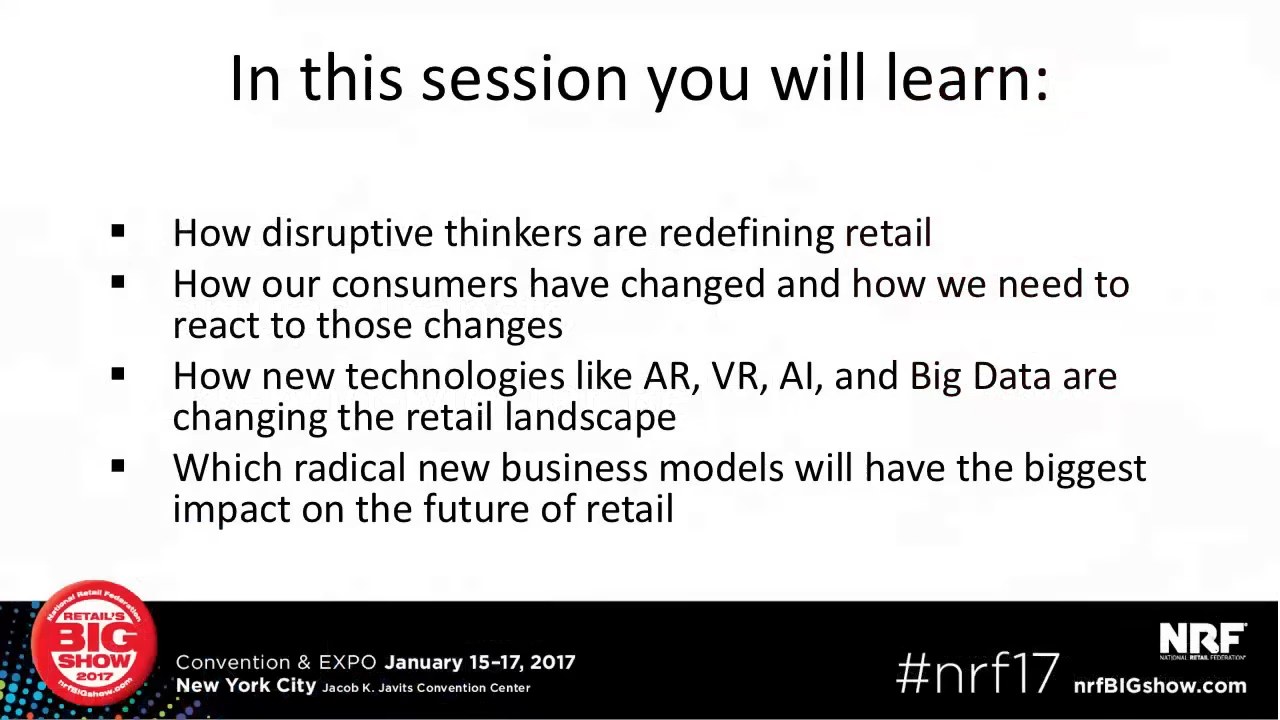 In this session you will learn:
▪ How disruptive thinkers are redefining retail
▪ How our consumers have changed and how we need to
react to those changes
▪ How new technologies like AR, VR, AI, and Big Data are
changing the retail landscape
▪ Which radical new business models will have the biggest
impact on the future of retail
National Retail Federation
RETAIL'S
BIG
SHOW
2017
nrfBIGshow.com
Convention & EXPO January 15–17, 2017
New York City Jacob K. Javits Convention Center
#nrf17
NRF®
NATIONAL RETAIL FEDERATION®
nrfBIGshow.com